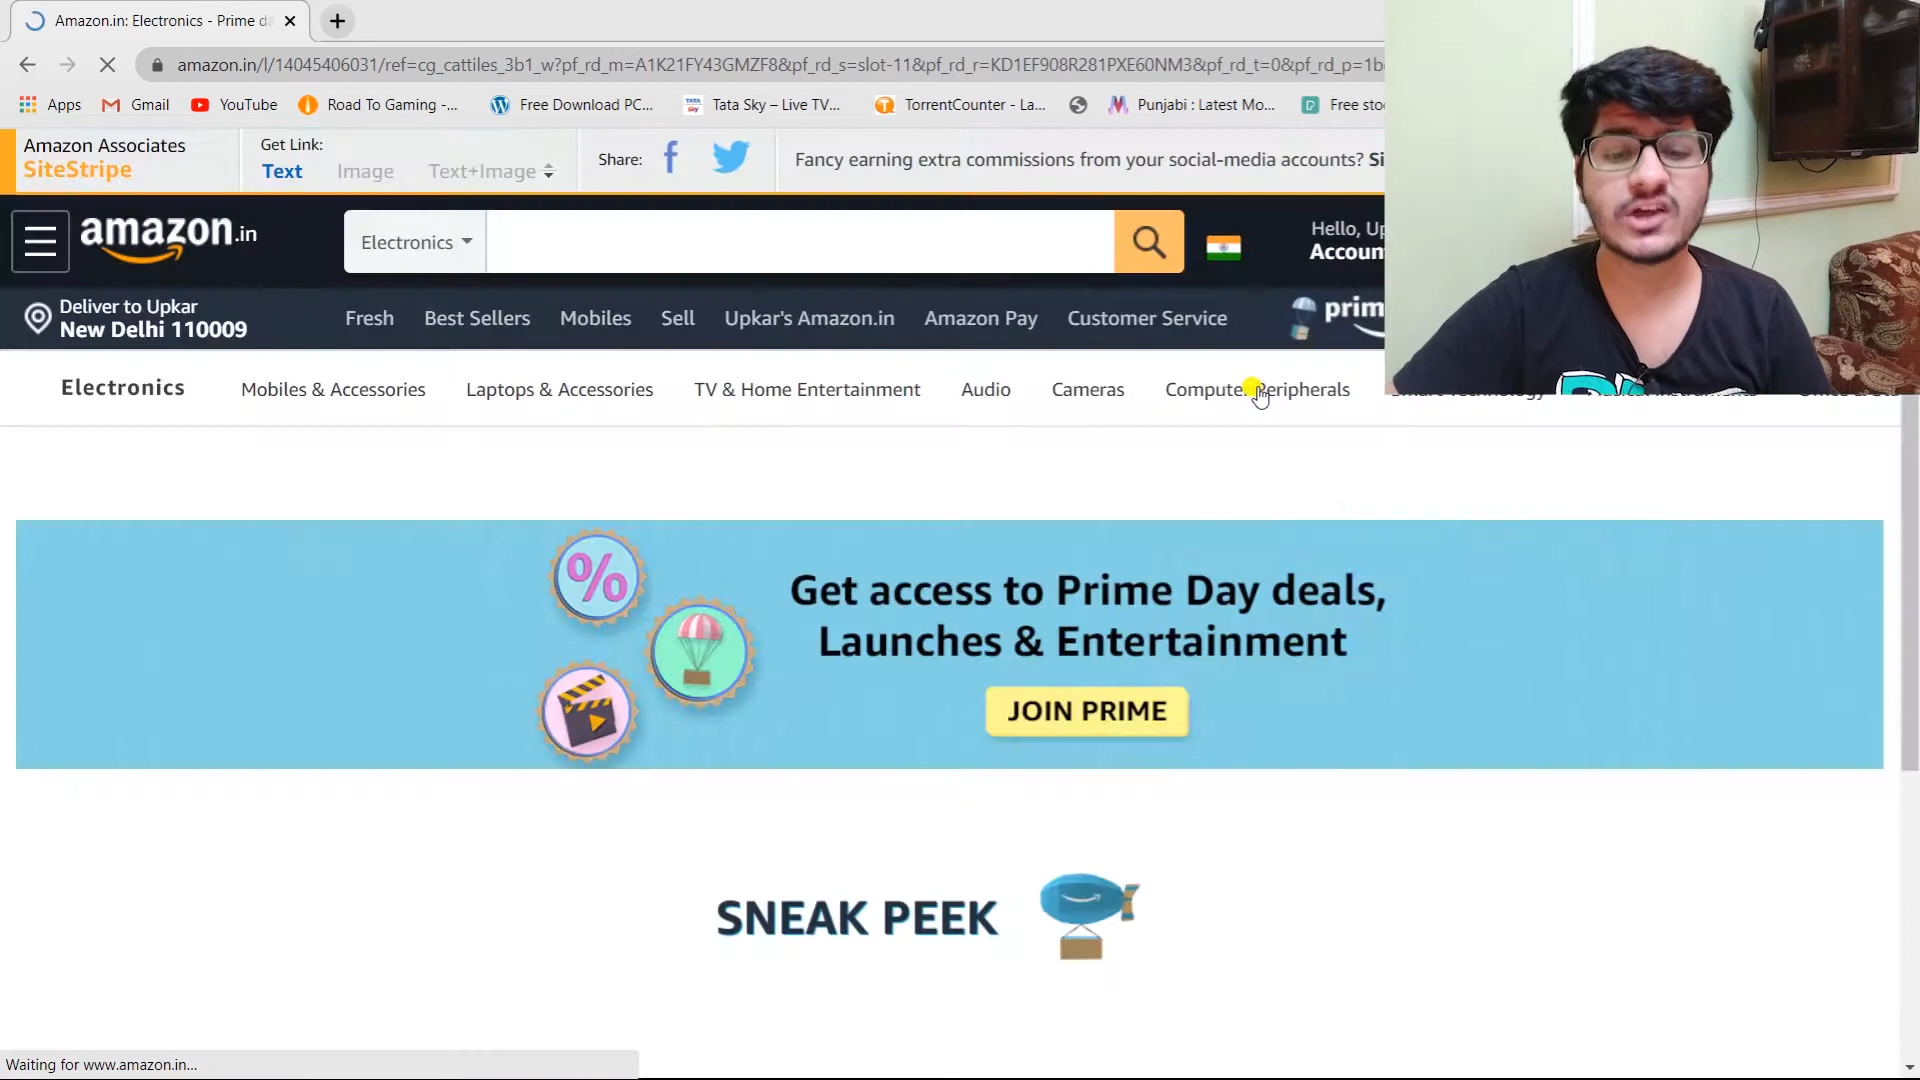 Amazon.in: Electronics - Prime da
amazon.in/l/14045406031/ref=cg_cattiles_3b1_w?pf_rd_m=A1K21FY43GMZF8&pf_rd_s=slot-11&pf_rd_r=KD1EF908R281PXE60NM3&pf_rd_t=0&pf_rd_p=1b
Apps Gmail YouTube Road To Gaming -... Free Download PC... Tata Sky – Live TV... TorrentCounter - La... Punjabi : Latest Mo... Free sto
Amazon Associates
SiteStripe
Get Link:
Text Image Text+Image
Share:
Fancy earning extra commissions from your social-media accounts? Si
amazon.in
Electronics
Hello, Up
Accoun
Deliver to Upkar
New Delhi 110009
Fresh Best Sellers Mobiles Sell Upkar's Amazon.in Amazon Pay Customer Service
prim
Electronics Mobiles & Accessories Laptops & Accessories TV & Home Entertainment Audio Cameras Computer Peripherals
%
Get access to Prime Day deals,
Launches & Entertainment
JOIN PRIME
SNEAK PEEK
Waiting for www.amazon.in...